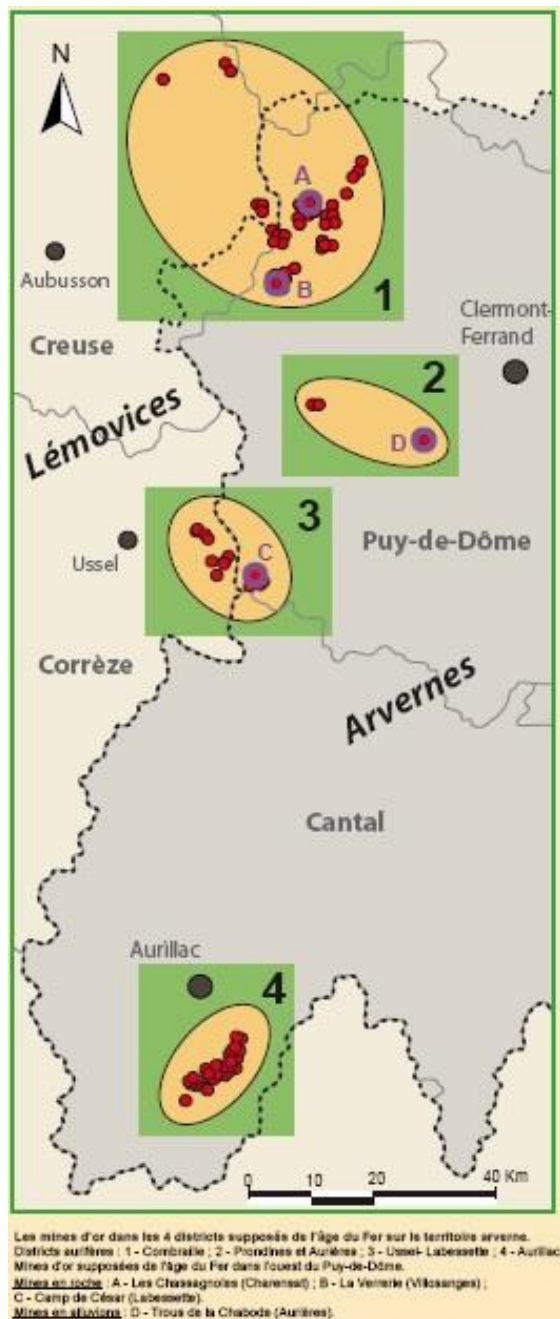 N
A
B
1
Aubusson
Creuse
Clermont-
Ferrand
2
D
Lémovices
3
C
Ussel
Puy-de-Dôme
Corrèze
Arvernes
Cantal
Aurillac
4
0 10 20 40 Km
Les mines d'or dans les 4 districts supposés de l'âge du Fer sur le territoire arverne.
Districts aurifères : 1 - Combraille ; 2 - Prondines et Aurières ; 3 - Ussel- Labessette ; 4 - Aurillac
Mines d'or supposées de l'âge du Fer dans l'ouest du Puy-de-Dôme.
Mines en roche : A - Les Chassagnoles (Charensat) ; B - La Verrerie (Villosanges) ;
C - Camp de César (Labessette).
Mines en alluvions : D - Trous de la Chabode (Aurières).